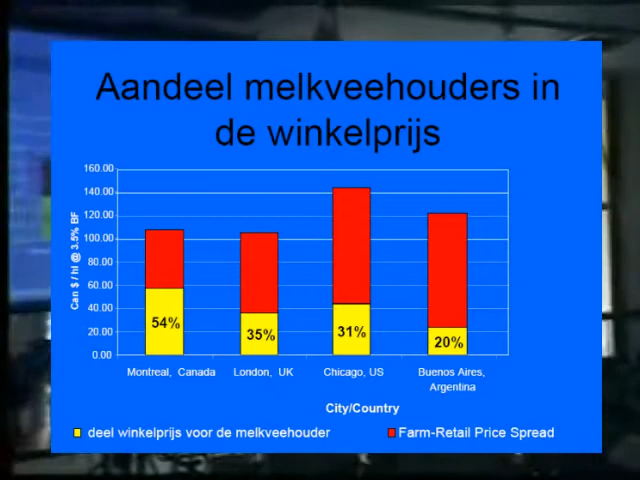 Aandeel melkveehouders in
de winkelprijs
160.00
140.00
120.00
100.00
80.00
60.00
40.00
20.00
0.00
Can $ / hl @ 3.5% BF
54%
35%
31%
20%
Montreal, Canada
London, UK
Chicago, US
Buenos Aires,
Argentina
City/Country
deel winkelprijs voor de melkveehouder
Farm-Retail Price Spread